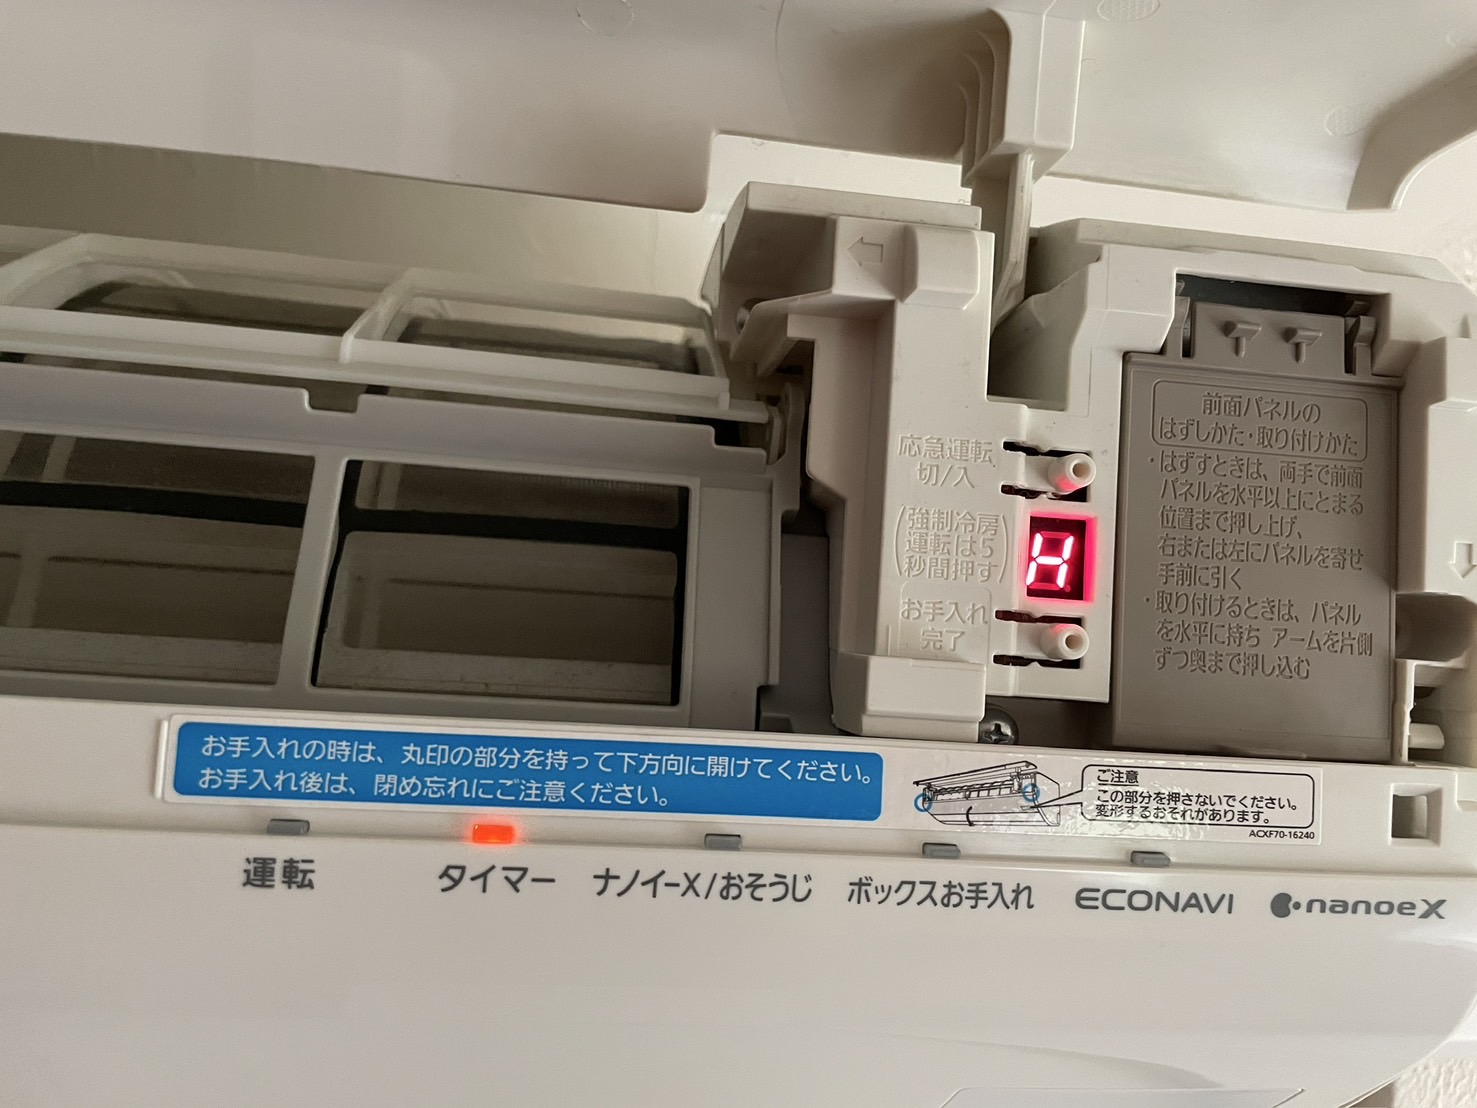 応急運転
切/入
(強制冷房
運転は5
秒間押す)
お手入れ
完了
H
前面パネルの
はずしかた・取り付けかた
・はずすときは、両手で前面
パネルを水平以上にとまる
位置まで押し上げ、
右または左にパネルを寄せ
手前に引く
・取り付けるときは、パネル
を水平に持ち アームを片側
ずつ奥まで押し込む
お手入れの時は、丸印の部分を持って下方向に開けてください。
お手入れ後は、閉め忘れにご注意ください。
ご注意
この部分を押さないでください。
変形するおそれがあります。
ACXF70-16240
運転
タイマー
ナノイーX/おそうじ
ボックスお手入れ
ECONAVI
nanoeX